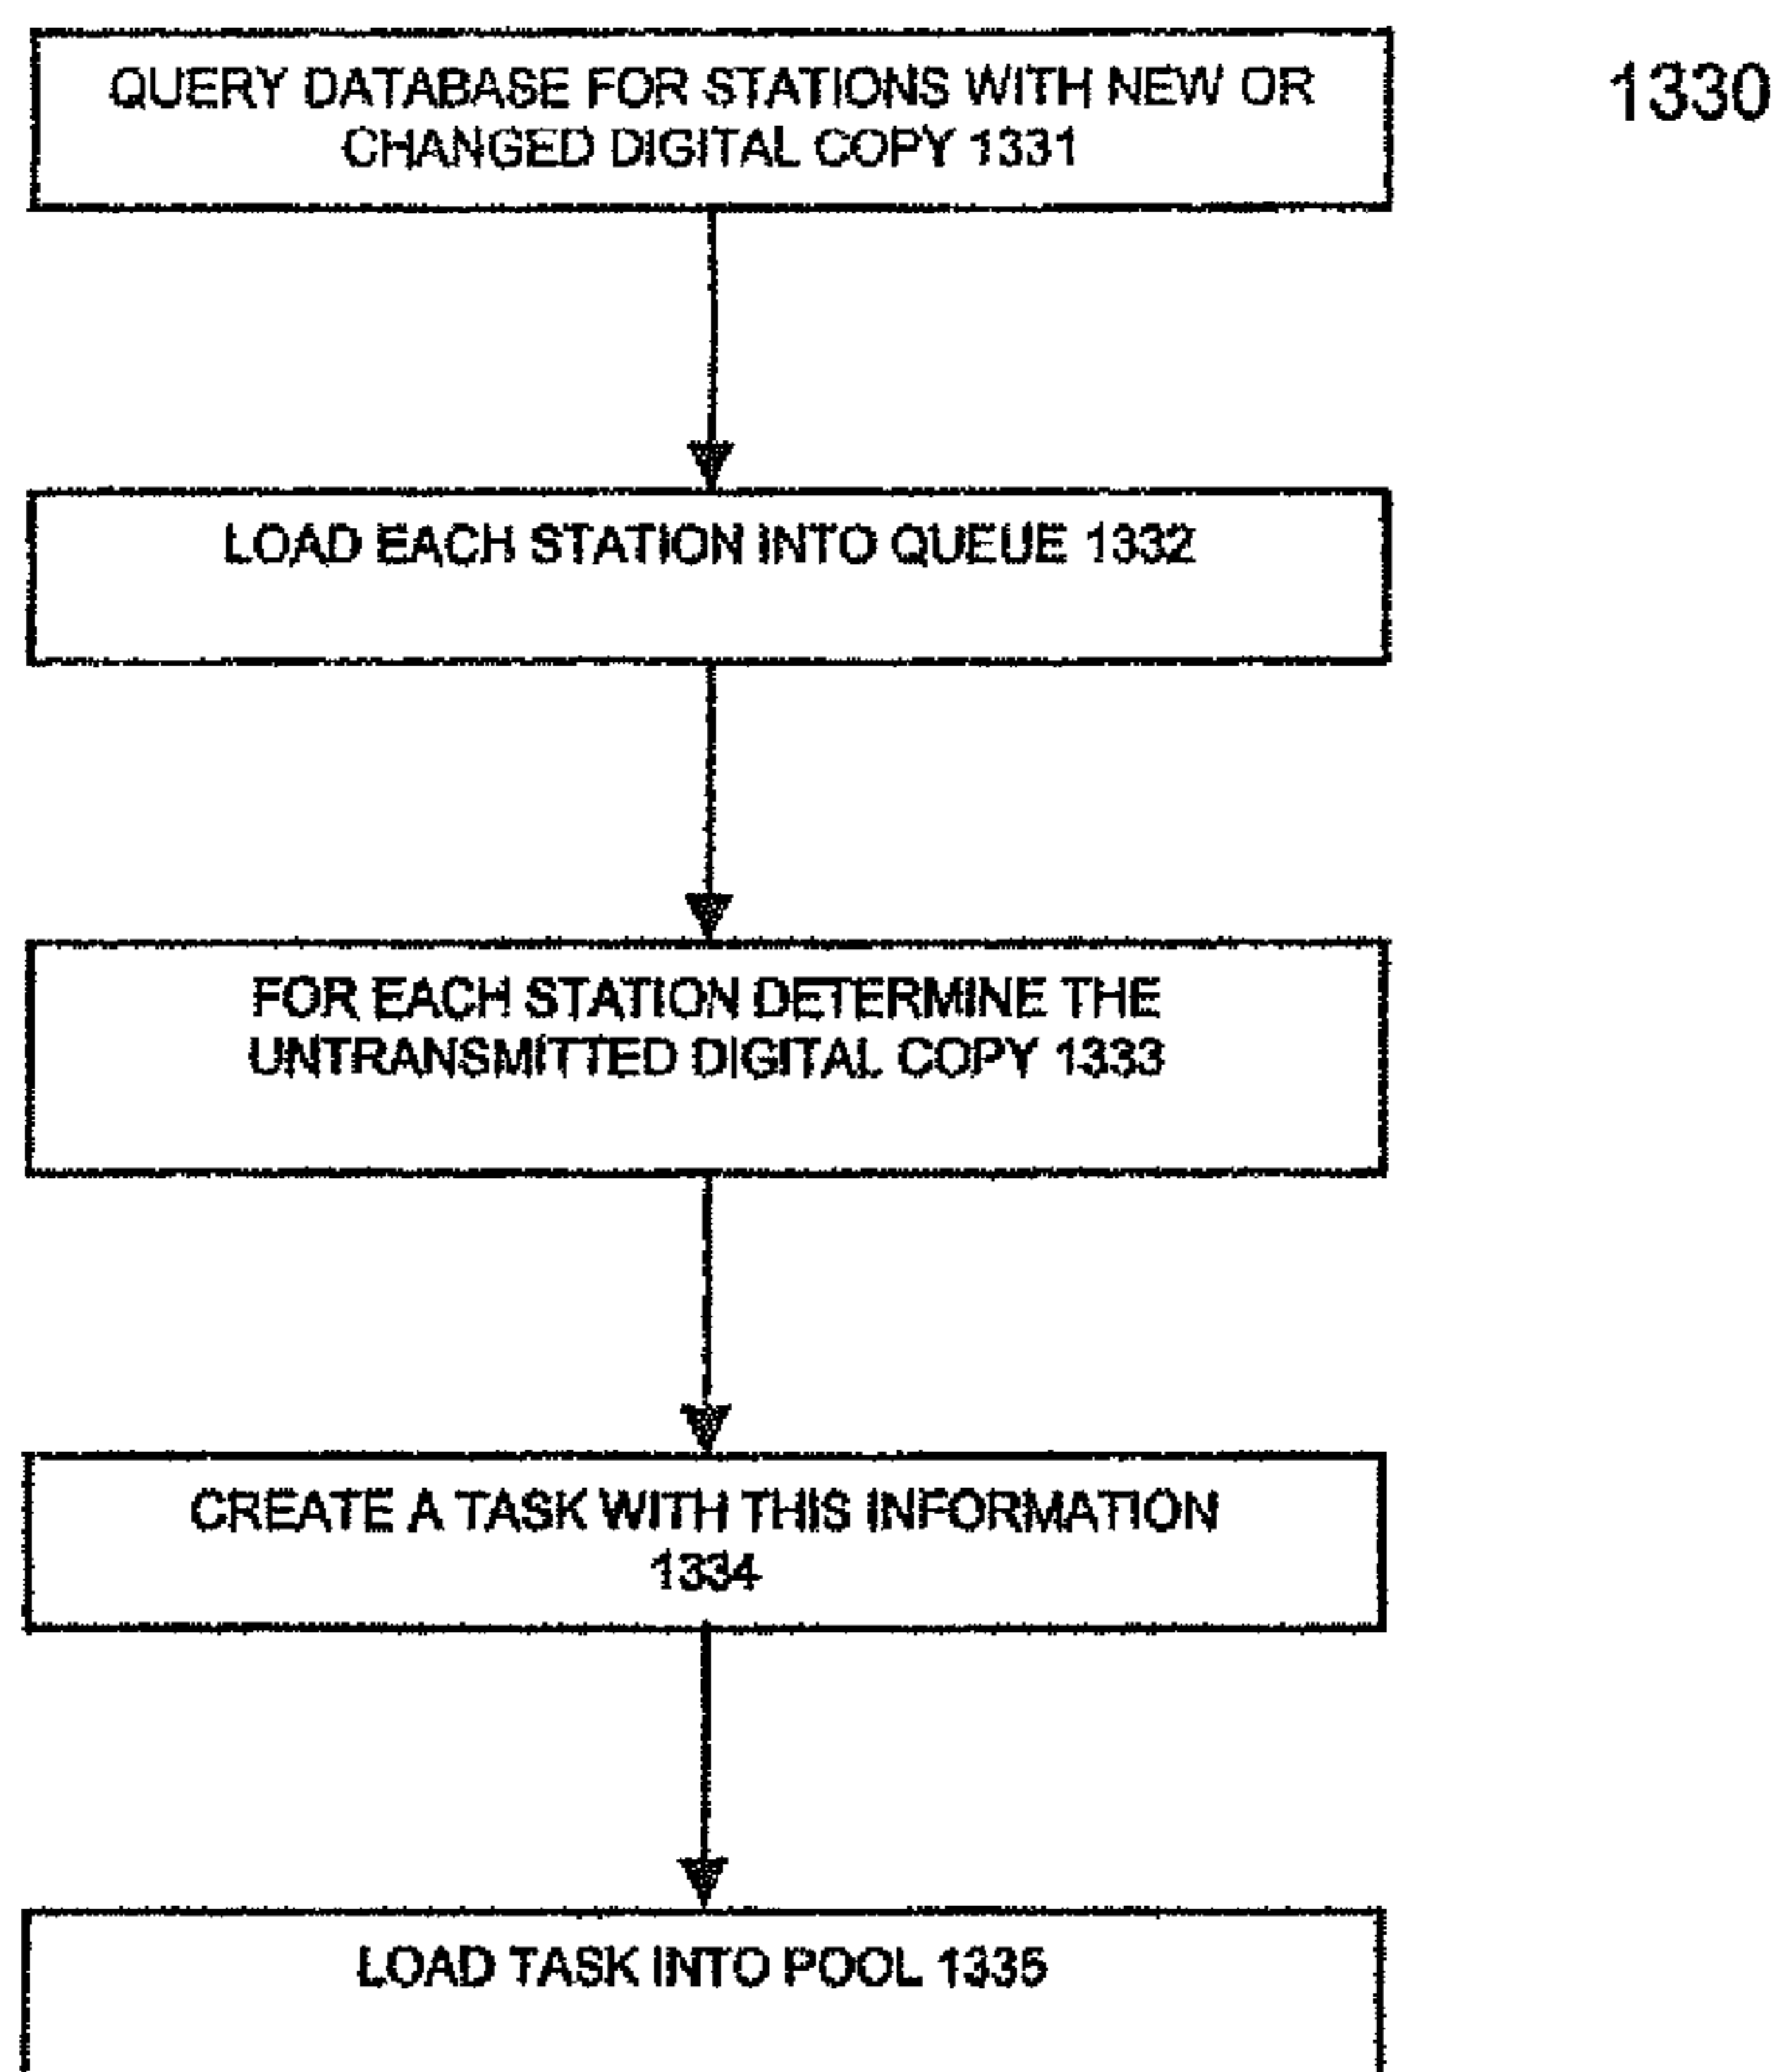 QUERY DATABASE FOR STATIONS WITH NEW OR
CHANGED DIGITAL COPY 1331
1330
LOAD EACH STATION INTO QUEUE 1332
FOR EACH STATION DETERMINE THE
UNTRANSMITTED DIGITAL COPY 1333
CREATE A TASK WITH THIS INFORMATION
1334
LOAD TASK INTO POOL 1335